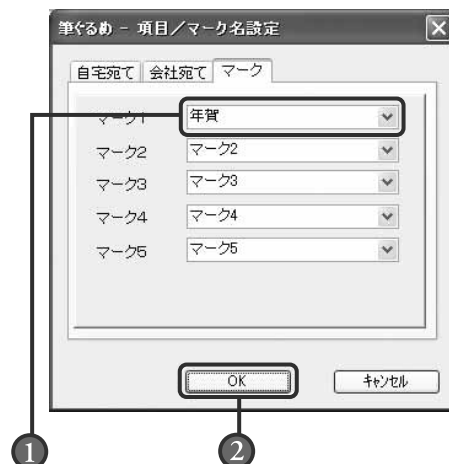 筆ぐるめ - 項目/マーク名設定
自宅宛て 会社宛て マーク
マーク1 年賀
マーク2 マーク2
マーク3 マーク3
マーク4 マーク4
マーク5 マーク5
OK キャンセル
1 2